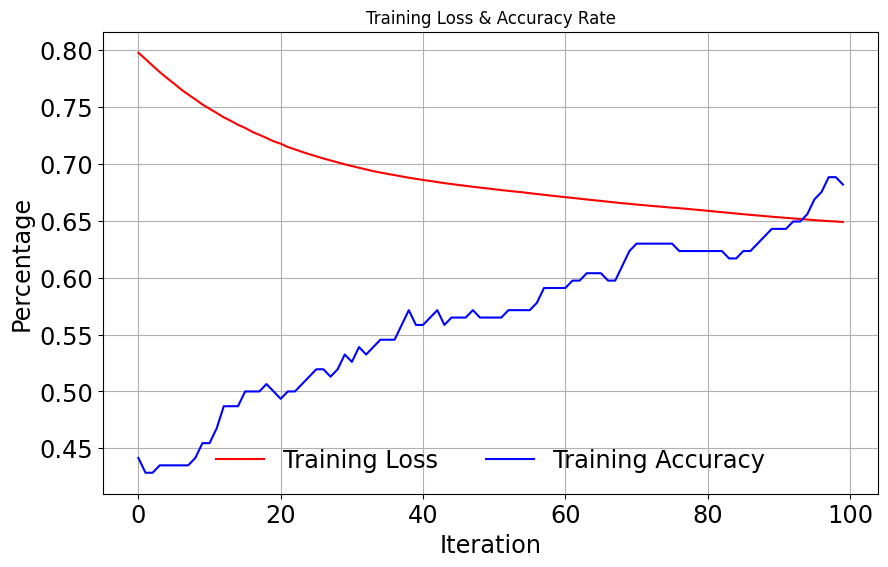 Training Loss & Accuracy Rate
0.80
0.75
0.70
0.65
0.60
0.55
0.50
0.45
Percentage
Training Loss Training Accuracy
0 20 40 60 80 100
Iteration